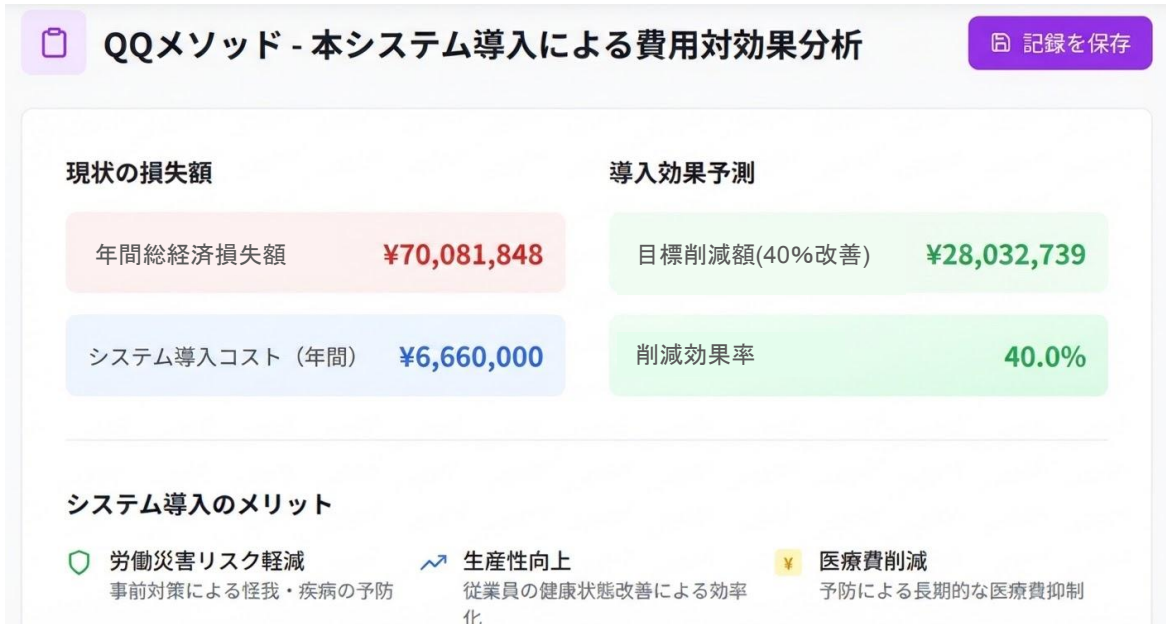 QQメソッド - 本システム導入による費用対効果分析
記録を保存
現状の損失額
導入効果予測
年間総経済損失額
¥70,081,848
目標削減額(40%改善)
¥28,032,739
システム導入コスト（年間）
¥6,660,000
削減効果率
40.0%
システム導入のメリット
労働災害リスク軽減
事前対策による怪我・疾病の予防
生産性向上
従業員の健康状態改善による効率
化
¥
医療費削減
予防による長期的な医療費抑制